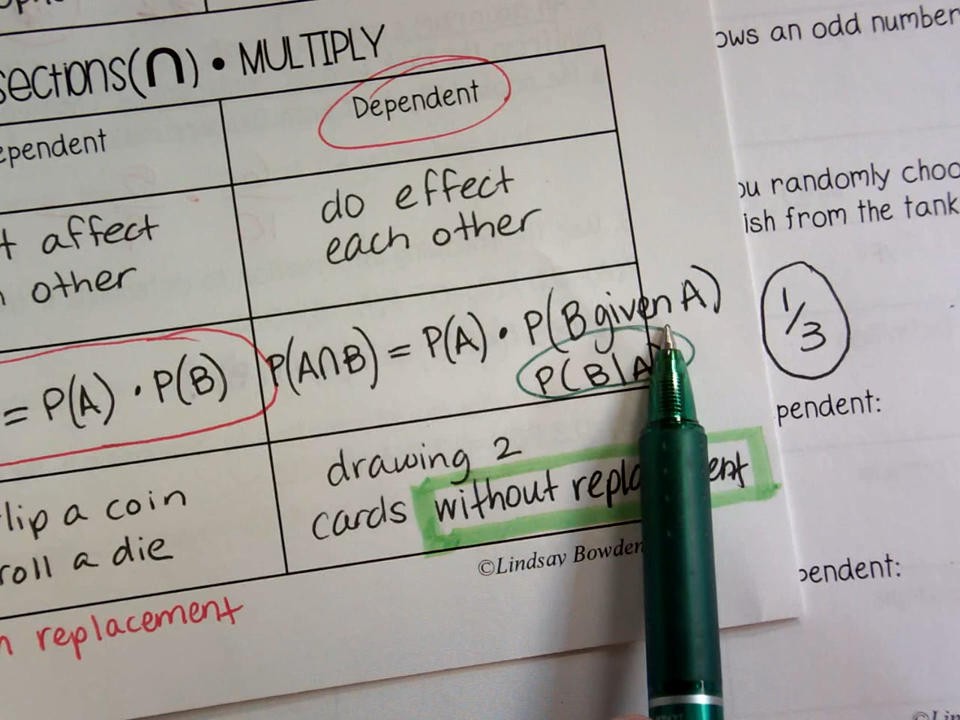 sections(∩) • MULTIPLY
ependent
Dependent
t affect
other
do effect
each other
= P(A) • P(B)
P(A∩B) = P(A) • P(B given A)
P(B|A)
lip a coin
roll a die
drawing 2
cards without replacement
©Lindsay Bowden
n replacement
ows an odd number
ou randomly choo
ish from the tank
1/3
pendent:
pendent:
©Lin